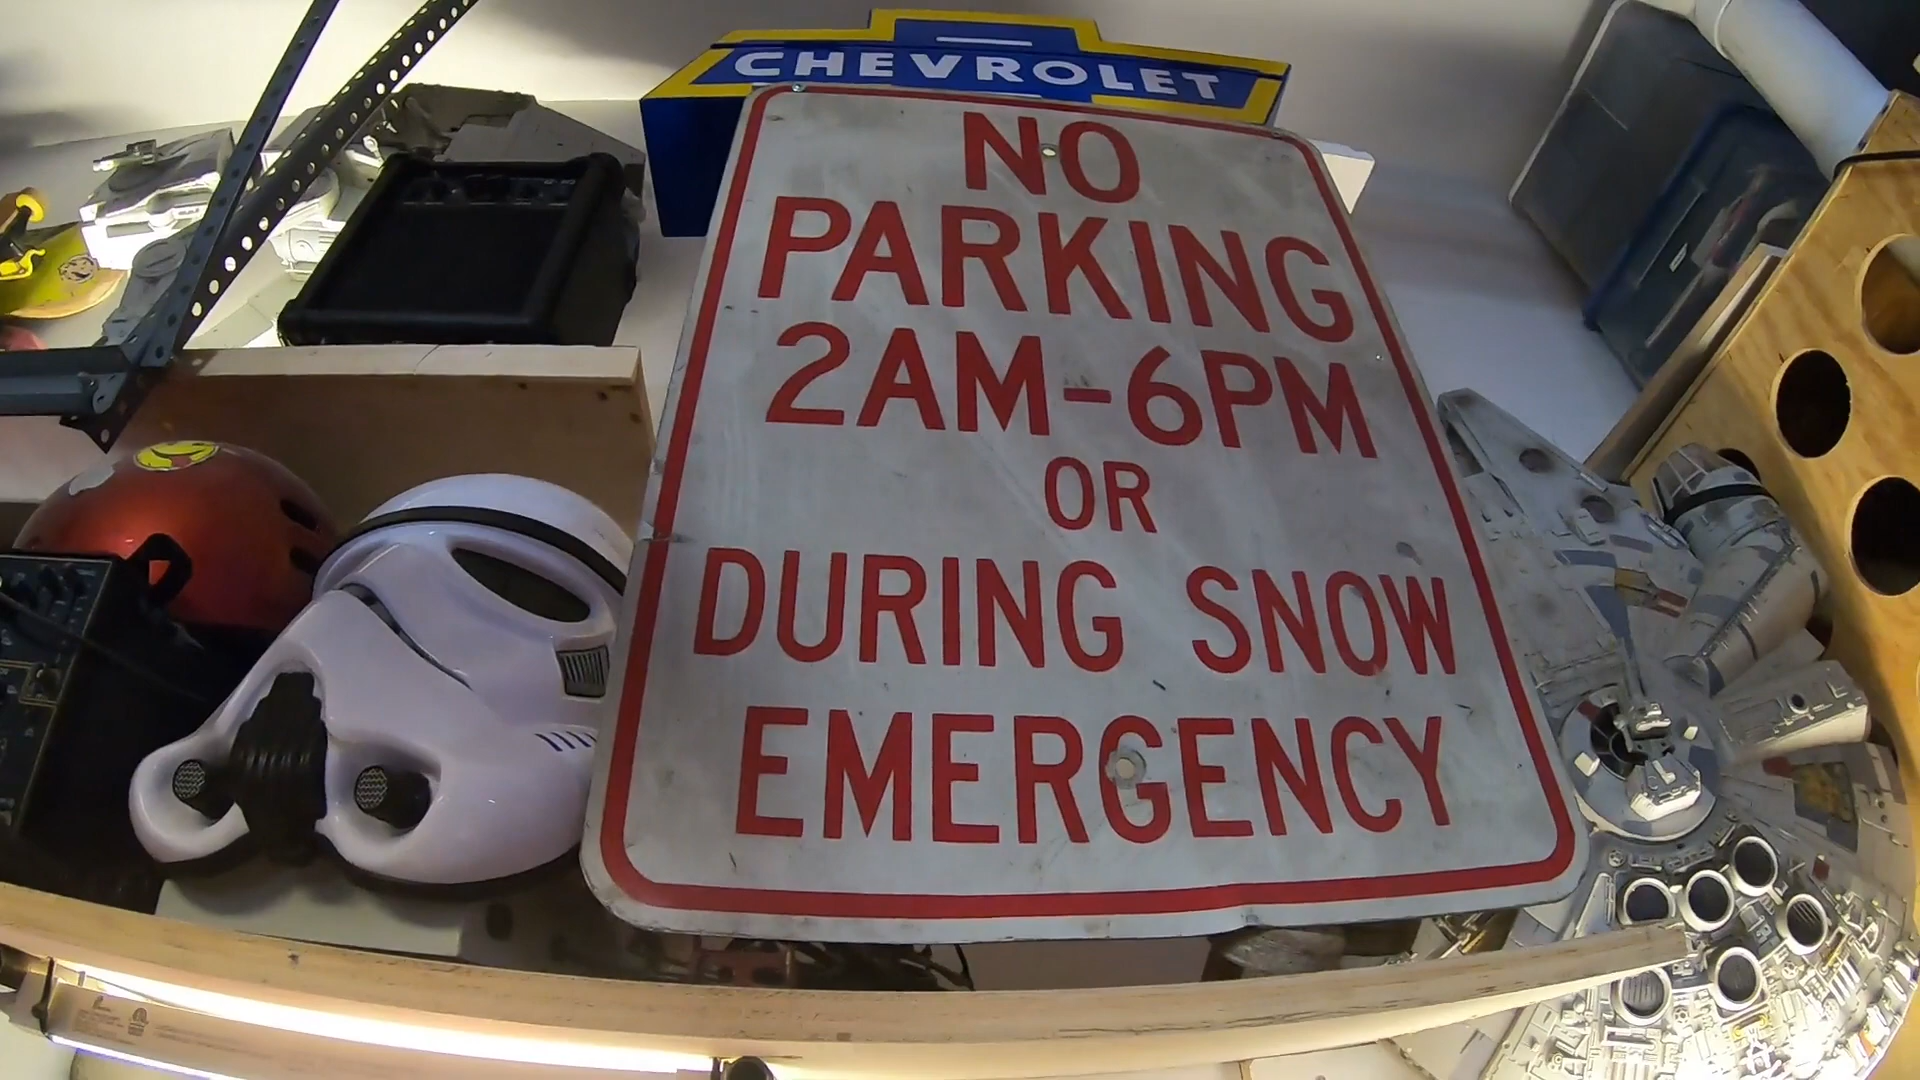 CHEVROLET
NO
PARKING
2AM-6PM
OR
DURING SNOW
EMERGENCY